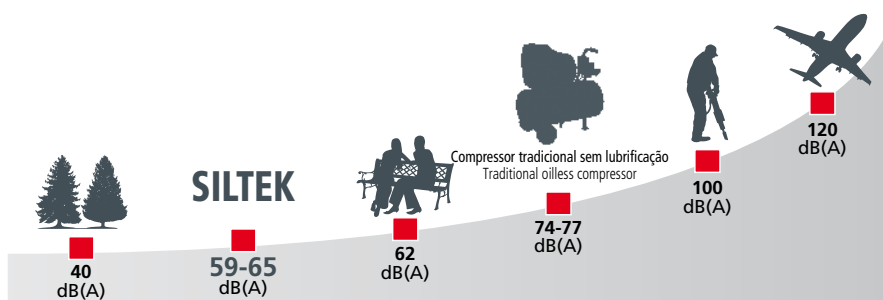 SILTEK
Compressor tradicional sem lubrificação
Traditional oilless compressor
40
dB(A)
59-65
dB(A)
62
dB(A)
74-77
dB(A)
100
dB(A)
120
dB(A)